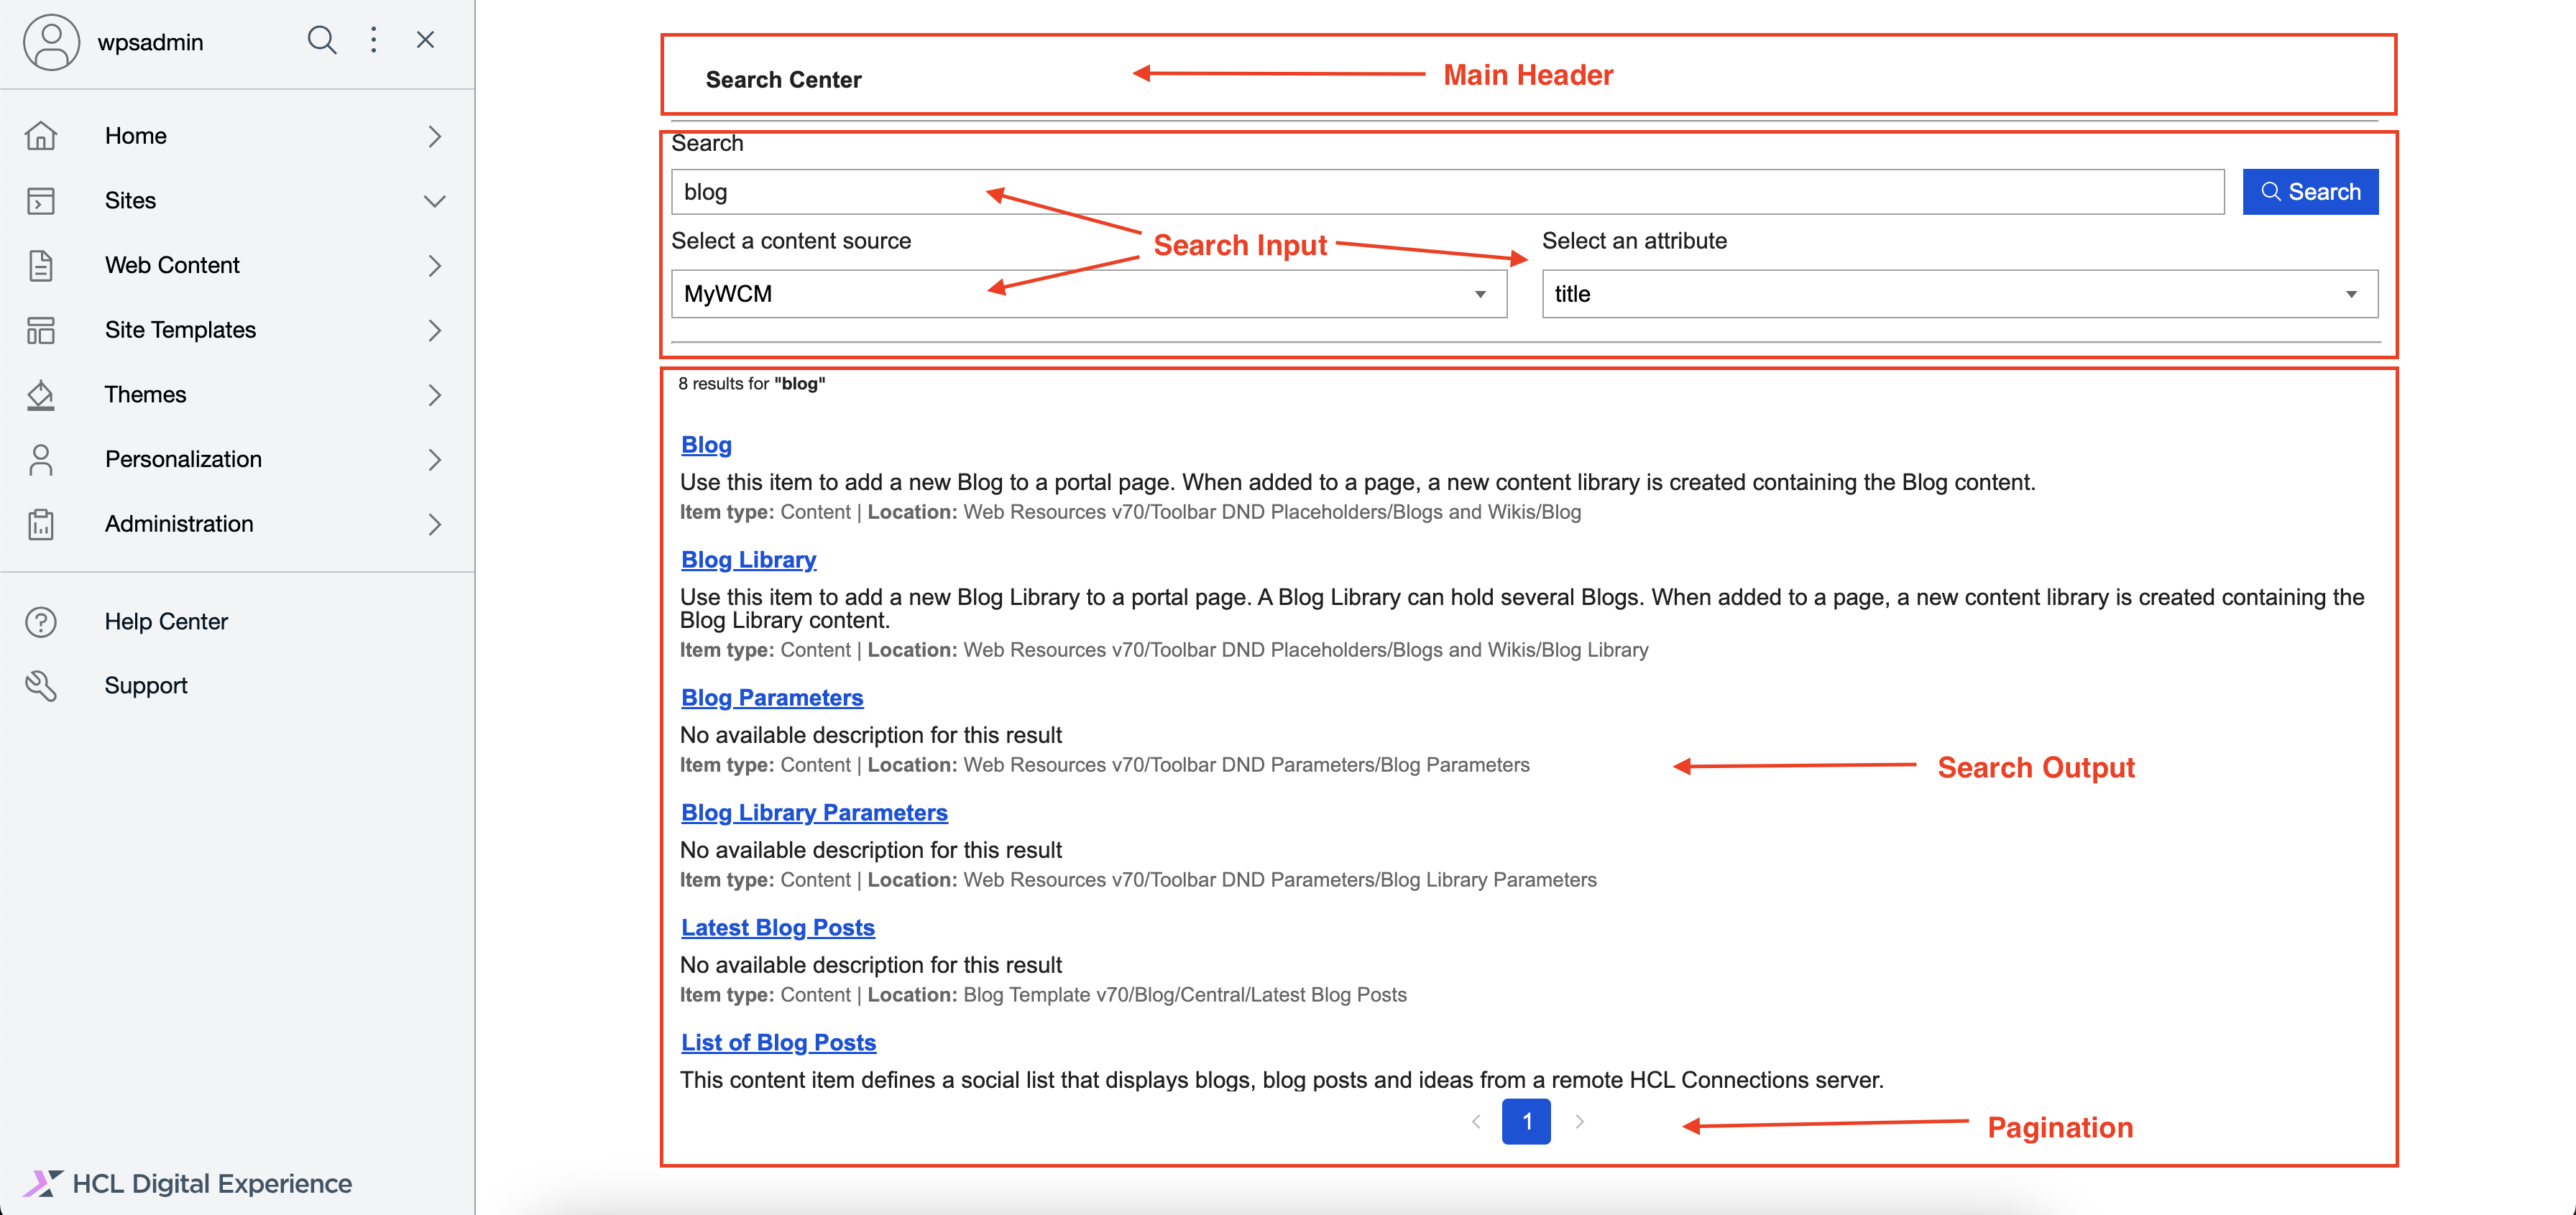 wpsadmin
Home
Sites
Web Content
Site Templates
Themes
Personalization
Administration
Help Center
Support
HCL Digital Experience
Search Center
Main Header
Search
blog
Search
Select a content source
Search Input
Select an attribute
MyWCM
title
8 results for "blog"
Blog
Use this item to add a new Blog to a portal page. When added to a page, a new content library is created containing the Blog content.
Item type: Content | Location: Web Resources v70/Toolbar DND Placeholders/Blogs and Wikis/Blog
Blog Library
Use this item to add a new Blog Library to a portal page. A Blog Library can hold several Blogs. When added to a page, a new content library is created containing the
Blog Library content.
Item type: Content | Location: Web Resources v70/Toolbar DND Placeholders/Blogs and Wikis/Blog Library
Blog Parameters
No available description for this result
Item type: Content | Location: Web Resources v70/Toolbar DND Parameters/Blog Parameters
Search Output
Blog Library Parameters
No available description for this result
Item type: Content | Location: Web Resources v70/Toolbar DND Parameters/Blog Library Parameters
Latest Blog Posts
No available description for this result
Item type: Content | Location: Blog Template v70/Blog/Central/Latest Blog Posts
List of Blog Posts
This content item defines a social list that displays blogs, blog posts and ideas from a remote HCL Connections server.
1
Pagination